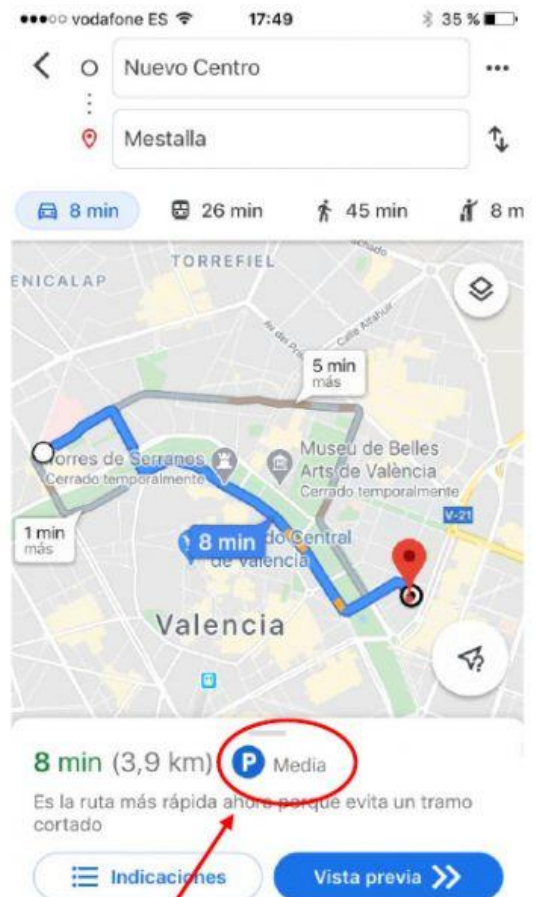 vodafone ES 17:49 35 %
Nuevo Centro
Mestalla
8 min 26 min 45 min 8 m
TORREFIEL
ENICALAP
Calle Altahuir
5 min
más
Torres de Serranos
Cerrado temporalmente
Museu de Belles
Arts de València
Cerrado temporalmente
V-21
1 min
más
8 min
do Central
de Valencia
Valencia
8 min (3,9 km) P Media
Es la ruta más rápida ahora porque evita un tramo
cortado
Indicaciones Vista previa